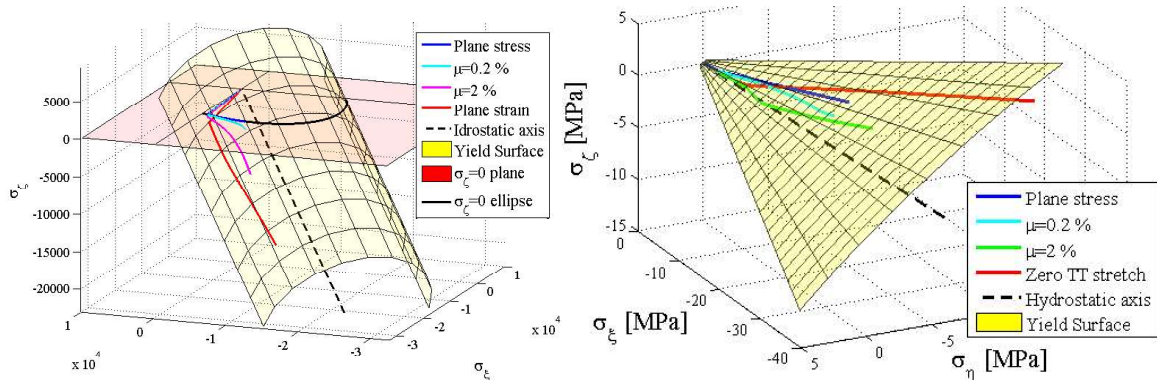 Plane stress
μ=0.2 %
μ=2 %
Plane strain
Idrostatic axis
Yield Surface
σζ=0 plane
σζ=0 ellipse
5000
0
-5000
-10000
-15000
-20000
σζ
1
0
-1
-2
-3
x 10^4
-3
-2
-1
0
1
x 10^4
σξ
5
0
-5
-10
-15
σζ [MPa]
0
-10
-20
-30
-40
σξ [MPa]
5
0
-5
ση [MPa]
Plane stress
μ=0.2 %
μ=2 %
Zero TT stretch
Hydrostatic axis
Yield Surface